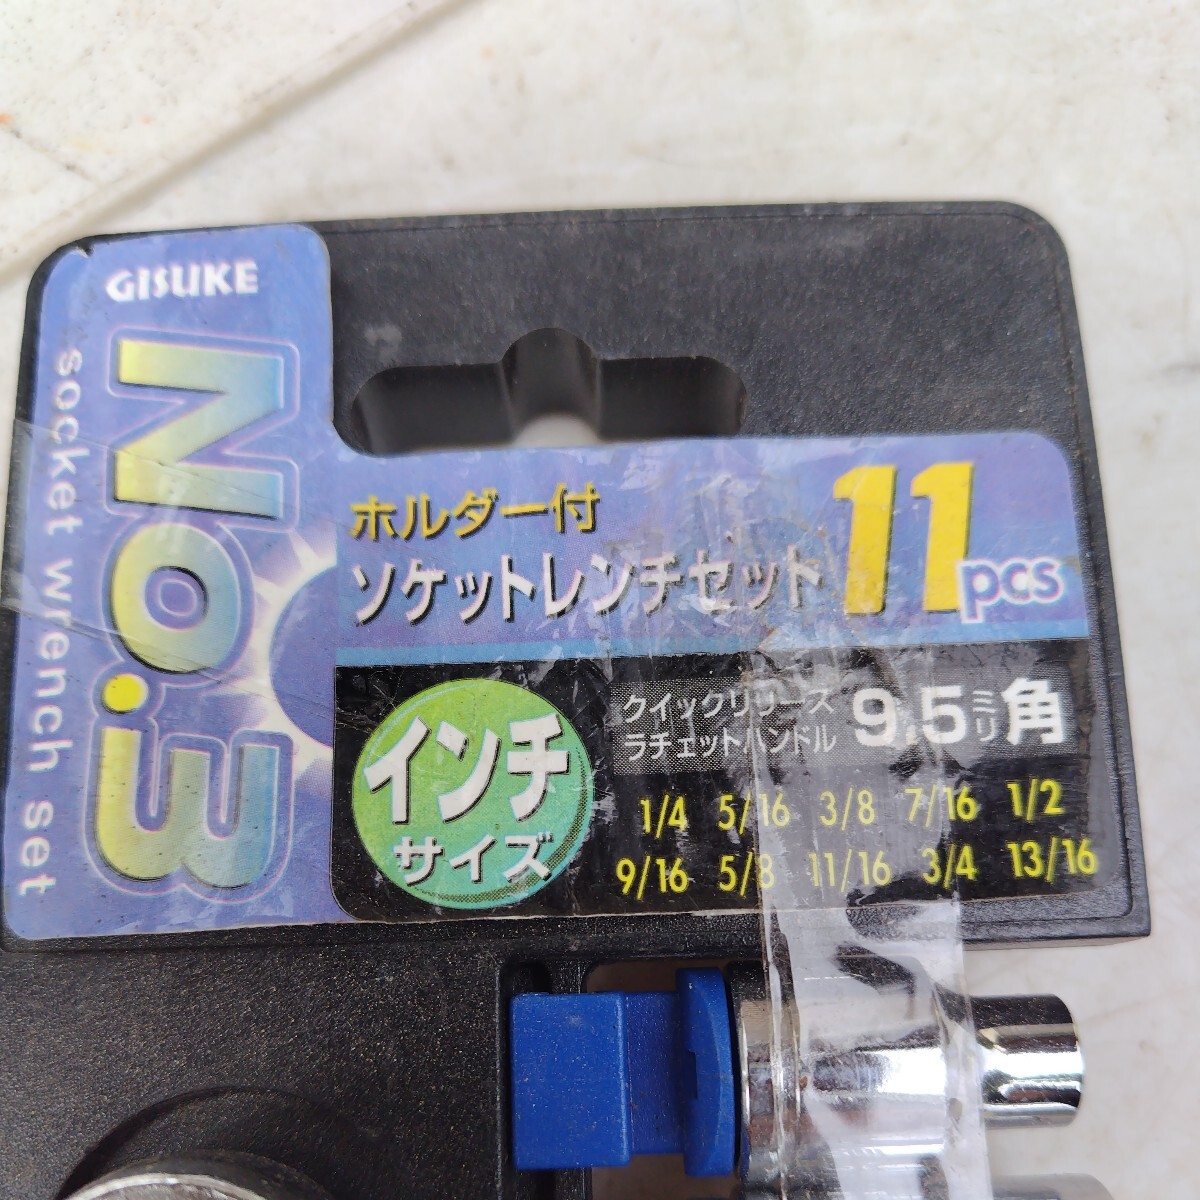 GISUKE
No.3
socket wrench set
ホルダー付
ソケットレンチセット 11pcs
インチ
サイズ
クイックリリース
ラチェットハンドル
9.5ミリ角
1/4 5/16 3/8 7/16 1/2
9/16 5/8 11/16 3/4 13/16